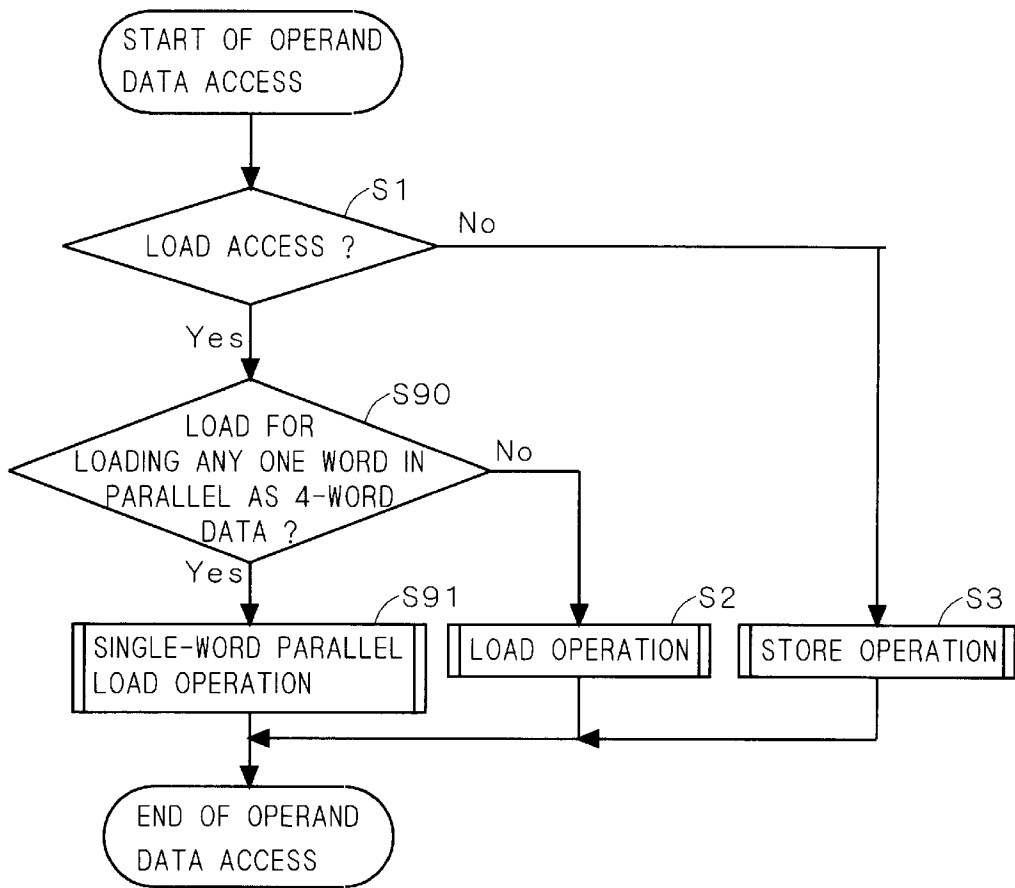 START OF OPERAND
DATA ACCESS
S1
LOAD ACCESS ?
No
Yes
S90
LOAD FOR
LOADING ANY ONE WORD IN
PARALLEL AS 4-WORD
DATA ?
No
Yes
S91
SINGLE-WORD PARALLEL
LOAD OPERATION
S2
LOAD OPERATION
S3
STORE OPERATION
END OF OPERAND
DATA ACCESS